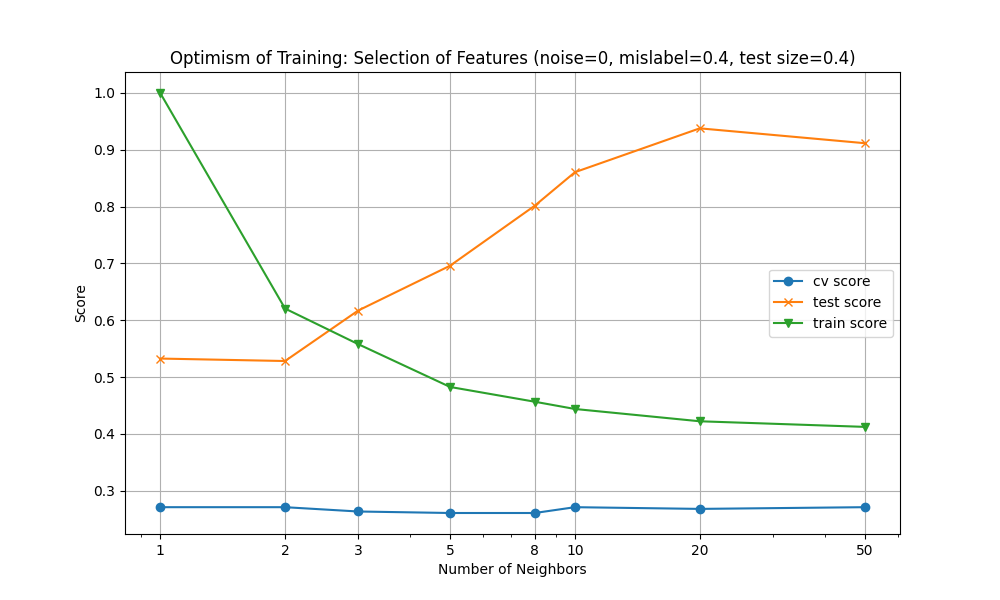 Optimism of Training: Selection of Features (noise=0, mislabel=0.4, test size=0.4)
Score
1.0
0.9
0.8
0.7
0.6
0.5
0.4
0.3
cv score
test score
train score
1 2 3 5 8 10 20 50
Number of Neighbors